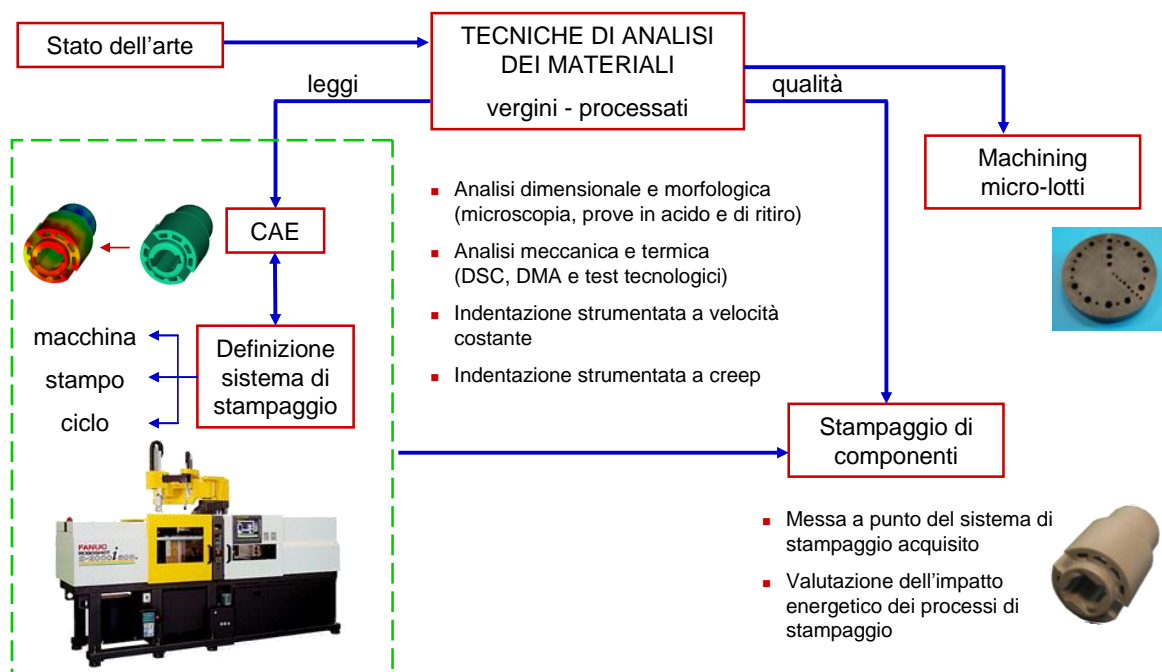 Stato dell'arte
TECNICHE DI ANALISI
DEI MATERIALI
vergini - processati
leggi
qualità
Machining
micro-lotti
CAE
■ Analisi dimensionale e morfologica
(microscopia, prove in acido e di ritiro)
■ Analisi meccanica e termica
(DSC, DMA e test tecnologici)
■ Indentazione strumentata a velocità
costante
■ Indentazione strumentata a creep
macchina
stampo
ciclo
Definizione
sistema di
stampaggio
Stampaggio di
componenti
■ Messa a punto del sistema di
stampaggio acquisito
■ Valutazione dell'impatto
energetico dei processi di
stampaggio
FANUC
ROBOSHOT